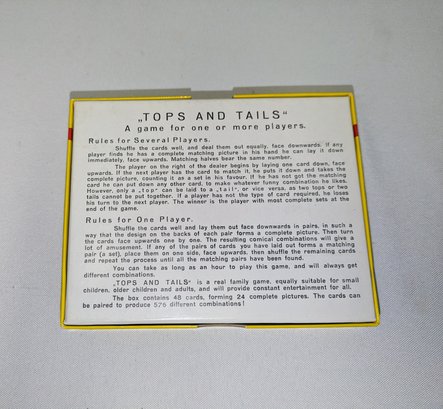 „TOPS AND TAILS“
A game for one or more players.
Rules for Several Players.
Shuffle the cards well, and deal them out equally, face downwards. If any
player finds he has a complete matching picture in his hand he can lay it down
immediately, face upwards. Matching halves bear the same number.
The player on the right of the dealer begins by laying one card down, face
upwards. If the next player has the card to match it, he puts it down and takes the
complete picture, counting it as a set in his favour. If he has not got the matching
card he can put down any other card, to make whatever funny combination he likes.
However, only a „top“ can be laid to a „tail“, or vice versa, as two tops or two
tails cannot be put together. If a player has not the type of card required, he loses
his turn to the next player. The winner is the player with most complete sets at the
end of the game.
Rules for One Player.
Shuffle the cards well and lay them out face downwards in pairs, in such a
way that the design on the backs of each pair forms a complete picture. Then turn
the cards face upwards one by one. The resulting comical combinations will give a
lot of amusement. If any of the pairs of cards you have laid out forms a matching
pair (a set), place them on one side, face upwards, then shuffle the remaining cards
and repeat the process until all the matching pairs have been found.
You can take as long as an hour to play this game, and will always get
different combinations.
„TOPS AND TAILS“ is a real family game, equally suitable for small
children, older children and adults, and will provide constant entertainment for all.
The box contains 48 cards, forming 24 complete pictures. The cards can
be paired to produce 576 different combinations!